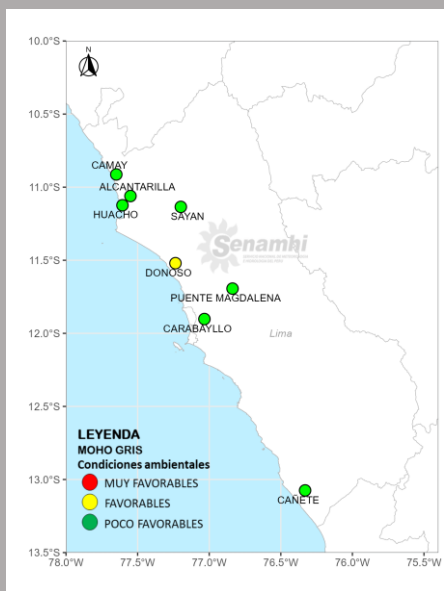 10.0°S
N
10.5°S
CAMAY
11.0°S
ALCANTARILLA
HUACHO
SAYAN
Senamhi
11.5°S
DONOSO
PUENTE MAGDALENA
CARABAYLLO
12.0°S
Lima
12.5°S
LEYENDA
MOHO GRIS
Condiciones ambientales
MUY FAVORABLES
FAVORABLES
POCO FAVORABLES
13.0°S
CAÑETE
13.5°S
78.0°W 77.5°W 77.0°W 76.5°W 76.0°W 75.5°W